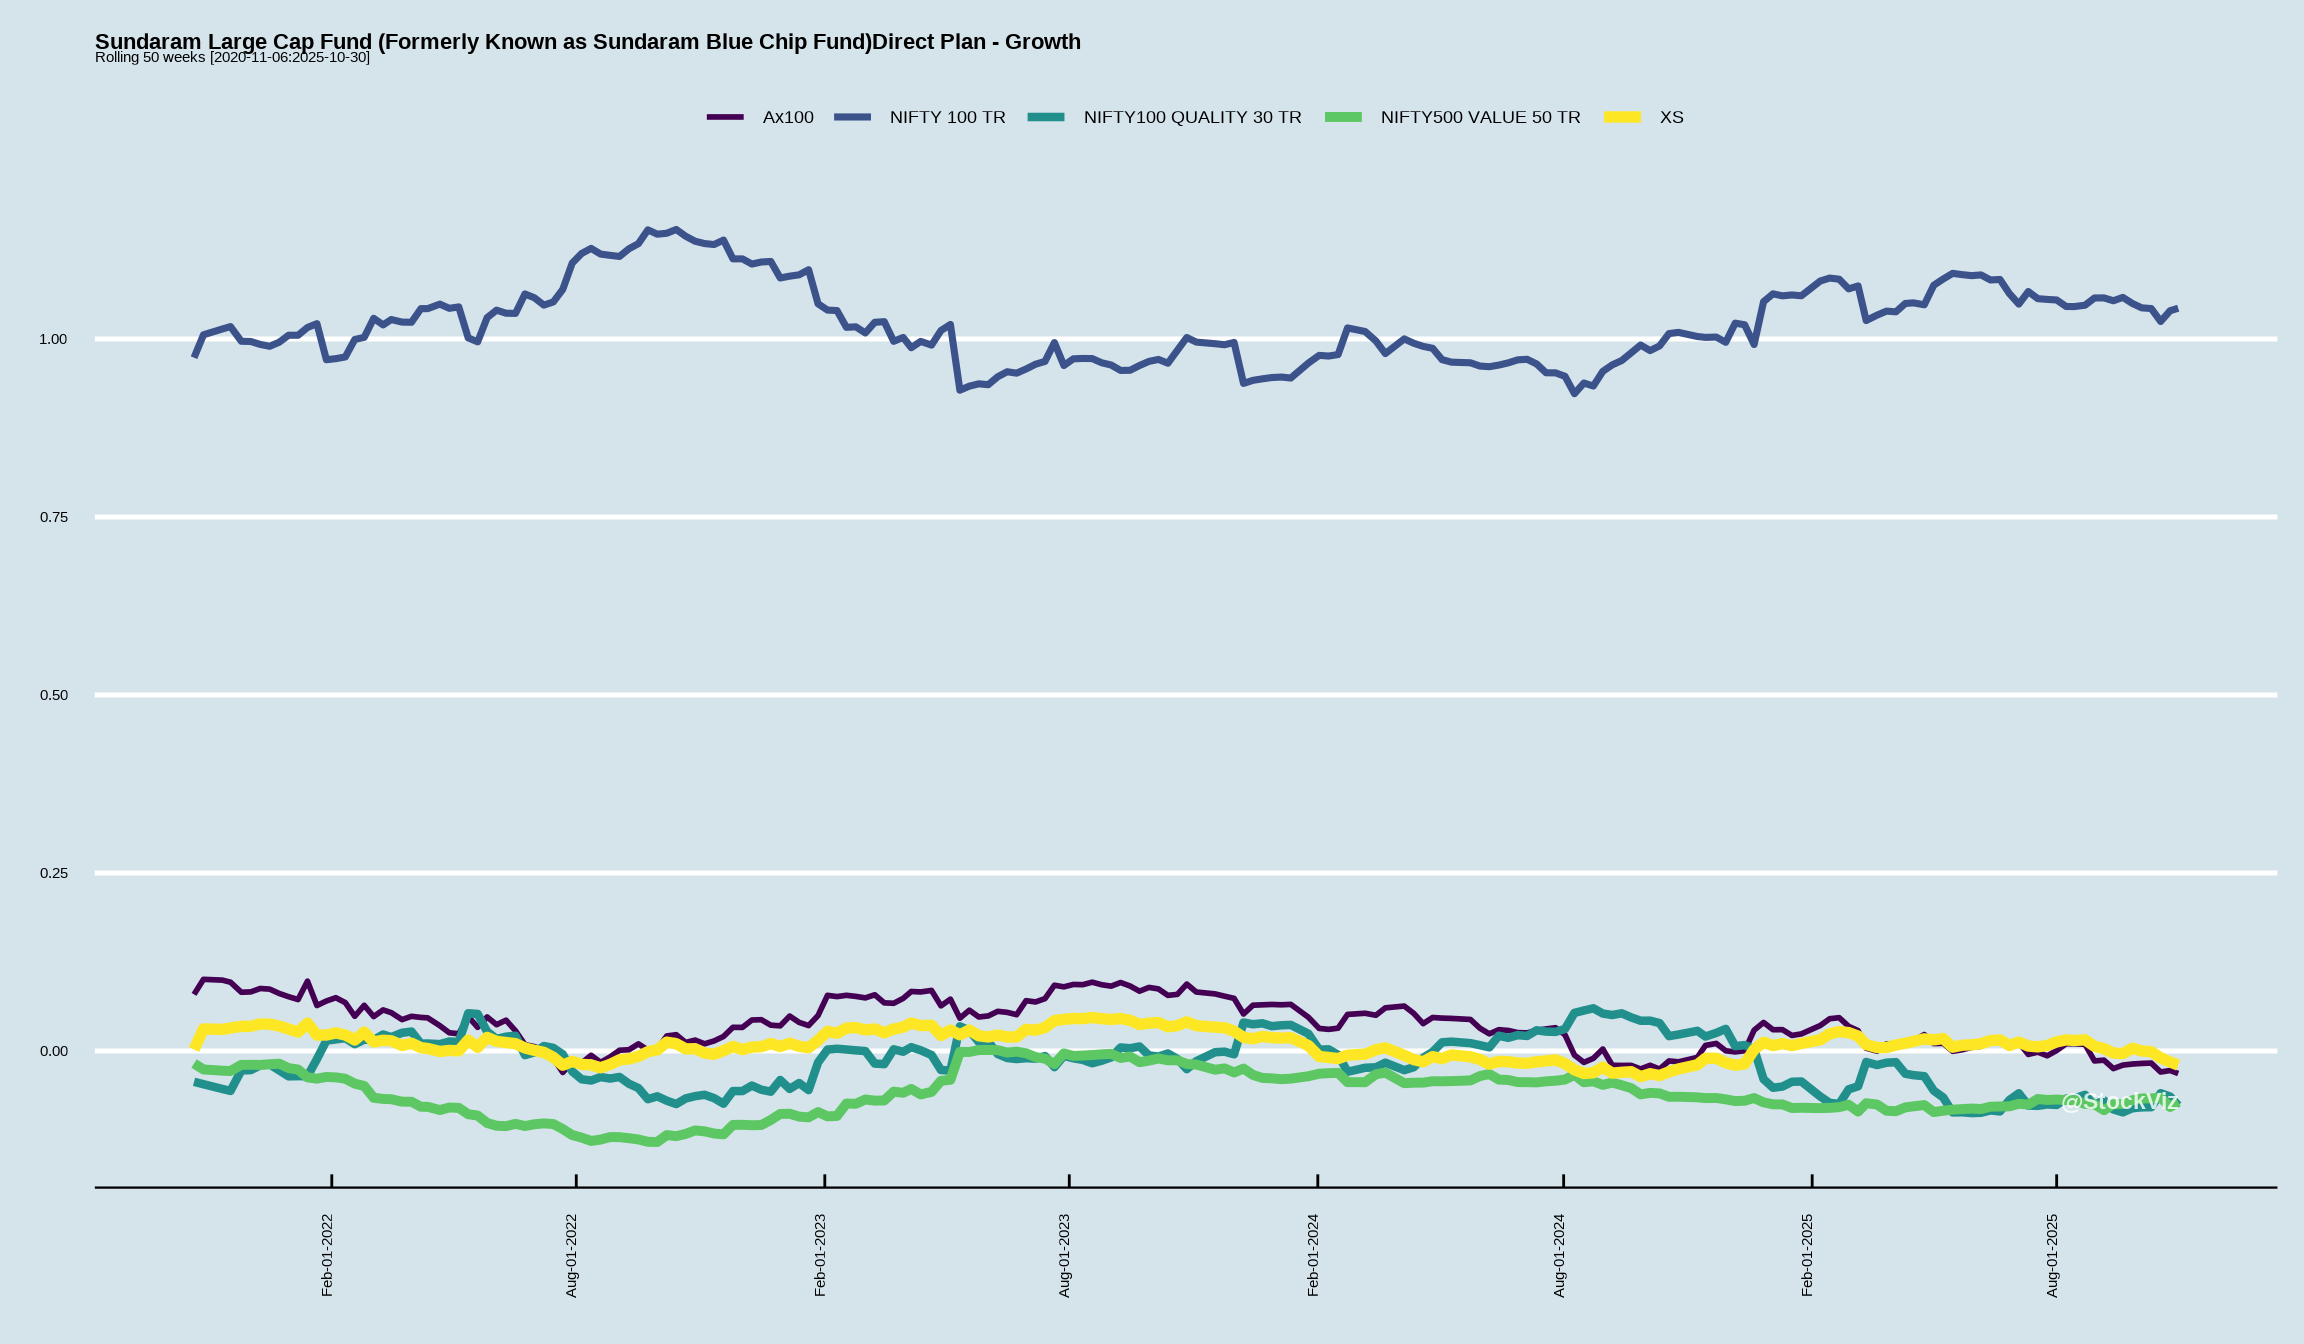 Sundaram Large Cap Fund (Formerly Known as Sundaram Blue Chip Fund)Direct Plan - Growth
Rolling 50 weeks [2020-11-06:2025-10-30]
Ax100 NIFTY 100 TR NIFTY100 QUALITY 30 TR NIFTY500 VALUE 50 TR XS
1.00
0.75
0.50
0.25
0.00
@StockViz
Feb-01-2022 Aug-01-2022 Feb-01-2023 Aug-01-2023 Feb-01-2024 Aug-01-2024 Feb-01-2025 Aug-01-2025